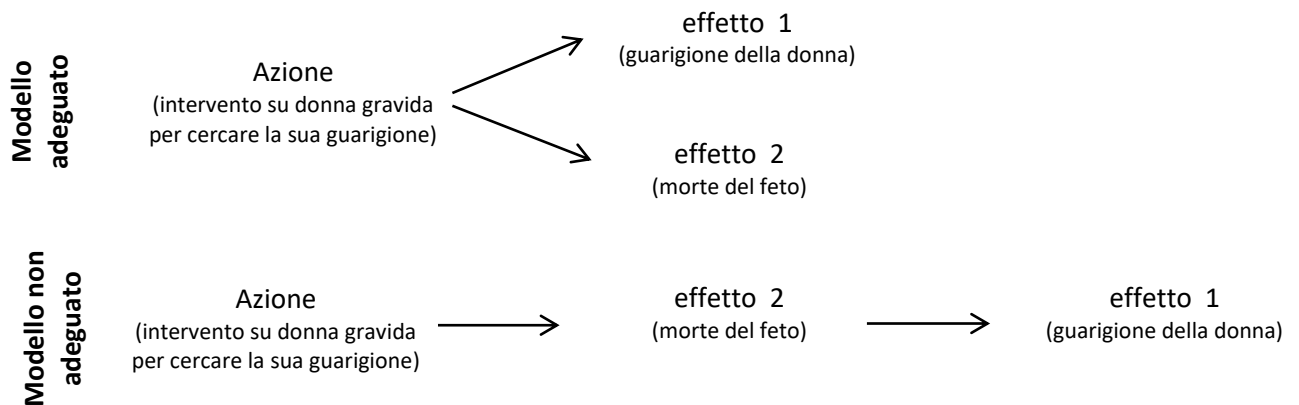 Modello
adeguato
Azione
(intervento su donna gravida
per cercare la sua guarigione)
effetto 1
(guarigione della donna)
effetto 2
(morte del feto)
Modello non
adeguato
Azione
(intervento su donna gravida
per cercare la sua guarigione)
effetto 2
(morte del feto)
effetto 1
(guarigione della donna)